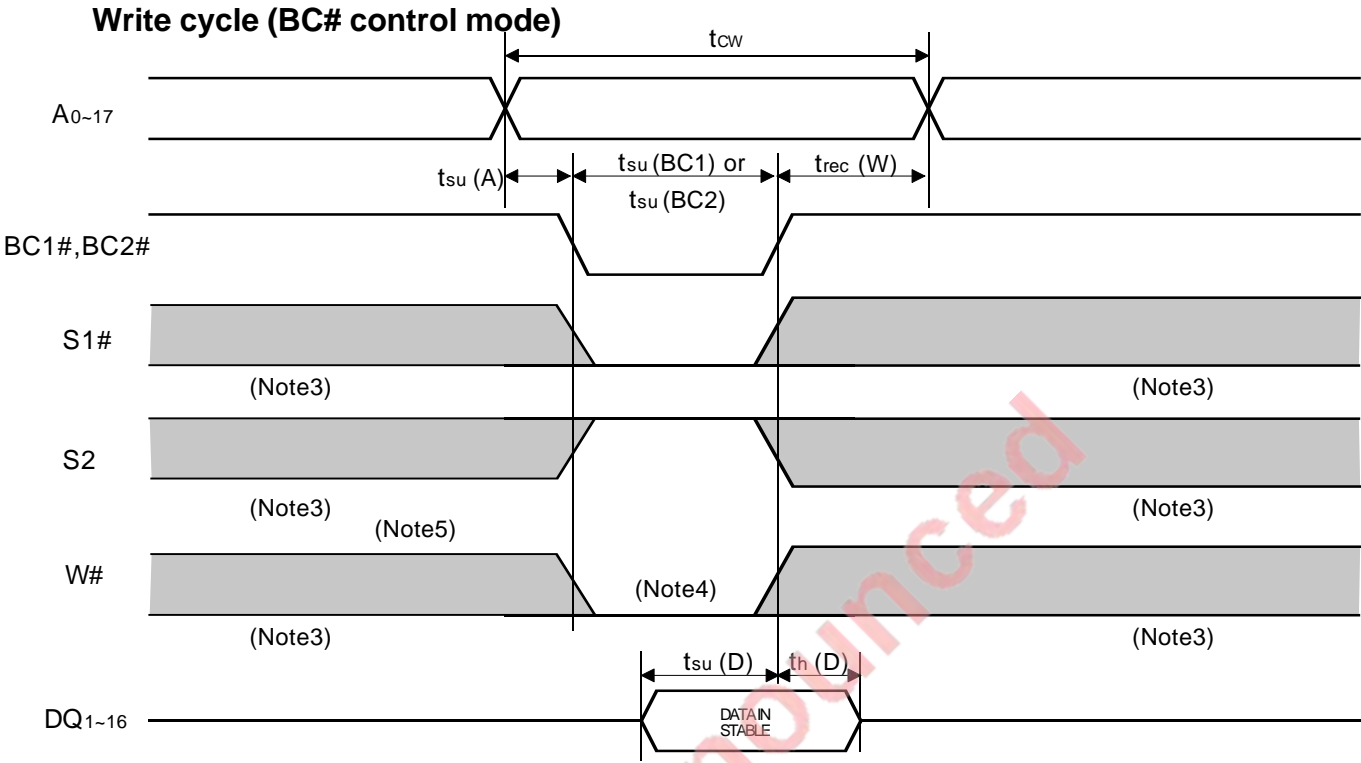 Write cycle (BC# control mode)
tCW
A0~17
tsu (A)
tsu (BC1) or
tsu (BC2)
trec (W)
BC1#,BC2#
S1#
(Note3)
(Note3)
S2
(Note3)
(Note3)
(Note5)
W#
(Note4)
(Note3)
(Note3)
tsu (D)
th (D)
DQ1~16
DATA IN
STABLE
ounced